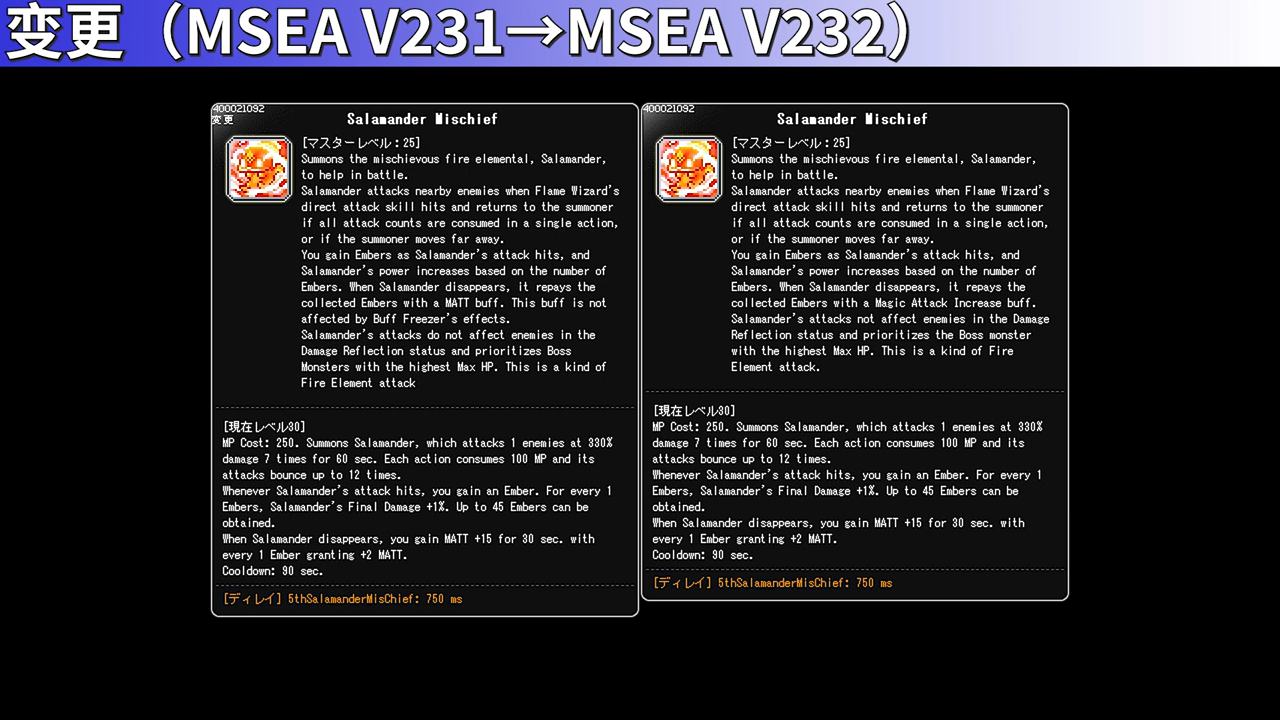 変更（MSEA V231→MSEA V232）
400021092
変更
Salamander Mischief
[マスターレベル：25]
Summons the mischievous fire elemental, Salamander,
to help in battle.
Salamander attacks nearby enemies when Flame Wizard's
direct attack skill hits and returns to the summoner
if all attack counts are consumed in a single action,
or if the summoner moves far away.
You gain Embers as Salamander's attack hits, and
Salamander's power increases based on the number of
Embers. When Salamander disappears, it repays the
collected Embers with a MATT buff. This buff is not
affected by Buff Freezer's effects.
Salamander's attacks do not affect enemies in the
Damage Reflection status and prioritizes Boss
Monsters with the highest Max HP. This is a kind of
Fire Element attack
[現在レベル30]
MP Cost: 250. Summons Salamander, which attacks 1 enemies at 330%
damage 7 times for 60 sec. Each action consumes 100 MP and its
attacks bounce up to 12 times.
Whenever Salamander's attack hits, you gain an Ember. For every 1
Embers, Salamander's Final Damage +1%. Up to 45 Embers can be
obtained.
When Salamander disappears, you gain MATT +15 for 30 sec. with
every 1 Ember granting +2 MATT.
Cooldown: 90 sec.
[ディレイ] 5thSalamanderMisChief: 750 ms
400021092
Salamander Mischief
[マスターレベル：25]
Summons the mischievous fire elemental, Salamander,
to help in battle.
Salamander attacks nearby enemies when Flame Wizard's
direct attack skill hits and returns to the summoner
if all attack counts are consumed in a single action,
or if the summoner moves far away.
You gain Embers as Salamander's attack hits, and
Salamander's power increases based on the number of
Embers. When Salamander disappears, it repays the
collected Embers with a Magic Attack Increase buff.
Salamander's attacks not affect enemies in the Damage
Reflection status and prioritizes the Boss monster
with the highest Max HP. This is a kind of Fire
Element attack.
[現在レベル30]
MP Cost: 250. Summons Salamander, which attacks 1 enemies at 330%
damage 7 times for 60 sec. Each action consumes 100 MP and its
attacks bounce up to 12 times.
Whenever Salamander's attack hits, you gain an Ember. For every 1
Embers, Salamander's Final Damage +1%. Up to 45 Embers can be
obtained.
When Salamander disappears, you gain MATT +15 for 30 sec. with
every 1 Ember granting +2 MATT.
Cooldown: 90 sec.
[ディレイ] 5thSalamanderMisChief: 750 ms